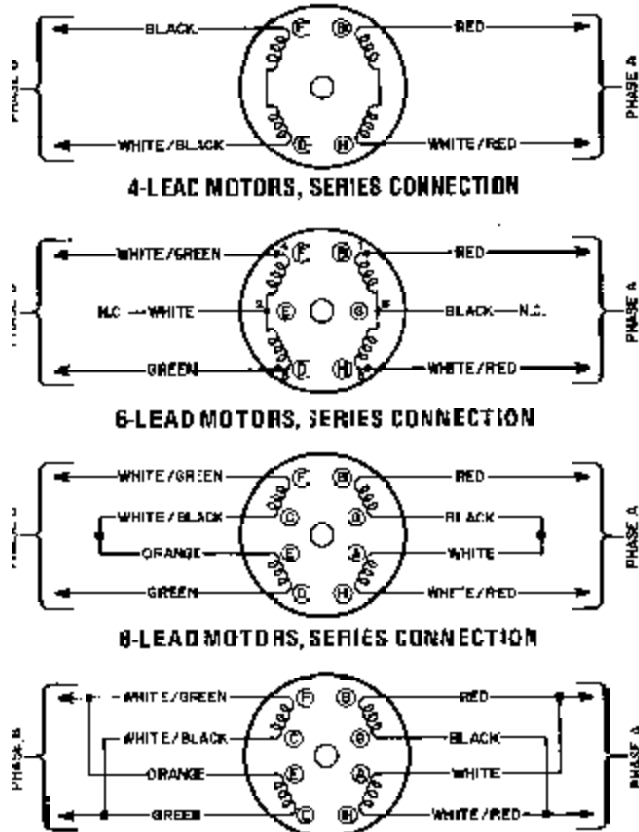 BLACK F B RED
PHASE A
WHITE/BLACK D H WHITE/RED
4-LEAD MOTORS, SERIES CONNECTION
WHITE/GREEN F B RED
N.C. WHITE E G BLACK N.C.
PHASE A
GREEN D H WHITE/RED
6-LEAD MOTORS, SERIES CONNECTION
WHITE/GREEN F B RED
WHITE/BLACK C BLACK
PHASE A
ORANGE E A WHITE
GREEN D H WHITE/RED
8-LEAD MOTORS, SERIES CONNECTION
WHITE/GREEN F RED
WHITE/BLACK C BLACK
PHASE B
PHASE A
ORANGE WHITE
GREEN WHITE/RED